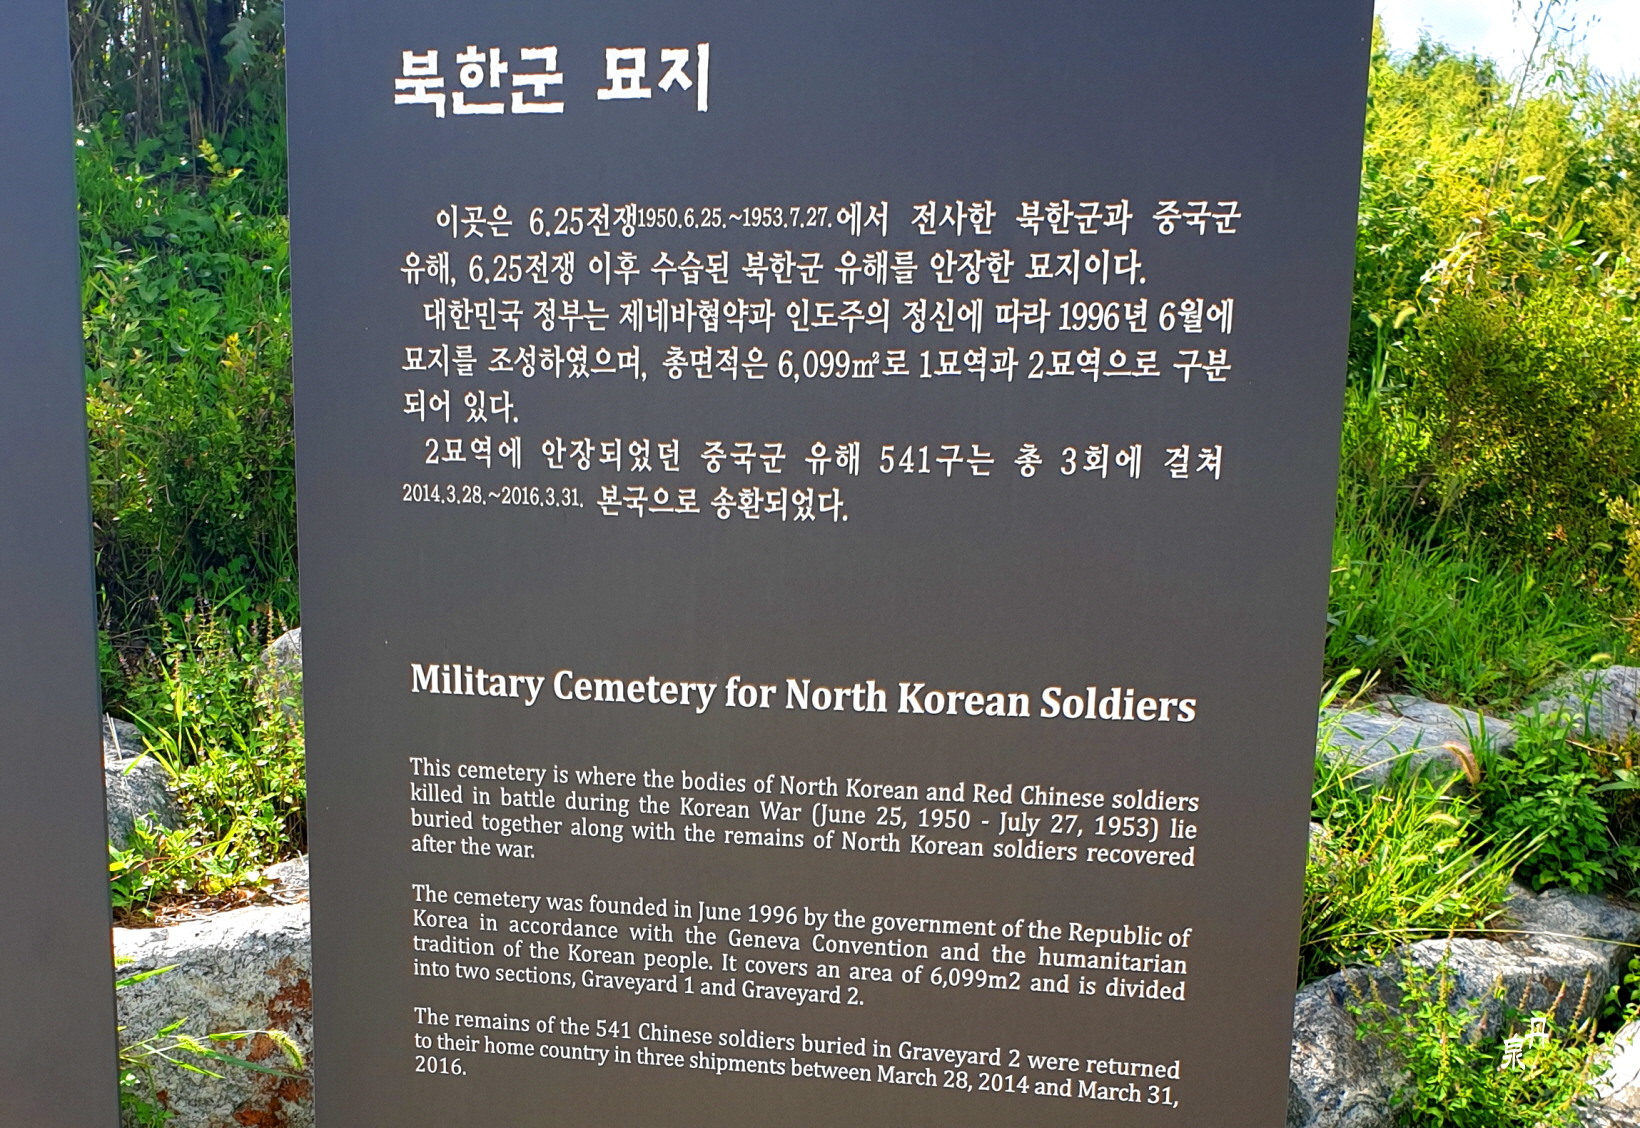 북한군 묘지
이곳은 6.25전쟁1950.6.25.~1953.7.27.에서 전사한 북한군과 중국군
유해, 6.25전쟁 이후 수습된 북한군 유해를 안장한 묘지이다.
대한민국 정부는 제네바협약과 인도주의 정신에 따라 1996년 6월에
묘지를 조성하였으며, 총면적은 6,099㎡로 1묘역과 2묘역으로 구분
되어 있다.
2묘역에 안장되었던 중국군 유해 541구는 총 3회에 걸쳐
2014.3.28.~2016.3.31. 본국으로 송환되었다.
Military Cemetery for North Korean Soldiers
This cemetery is where the bodies of North Korean and Red Chinese soldiers
killed in battle during the Korean War (June 25, 1950 - July 27, 1953) lie
buried together along with the remains of North Korean soldiers recovered
after the war.
The cemetery was founded in June 1996 by the government of the Republic of
Korea in accordance with the Geneva Convention and the humanitarian
tradition of the Korean people. It covers an area of 6,099m2 and is divided
into two sections, Graveyard 1 and Graveyard 2.
The remains of the 541 Chinese soldiers buried in Graveyard 2 were returned
to their home country in three shipments between March 28, 2014 and March 31,
2016.
丹泉